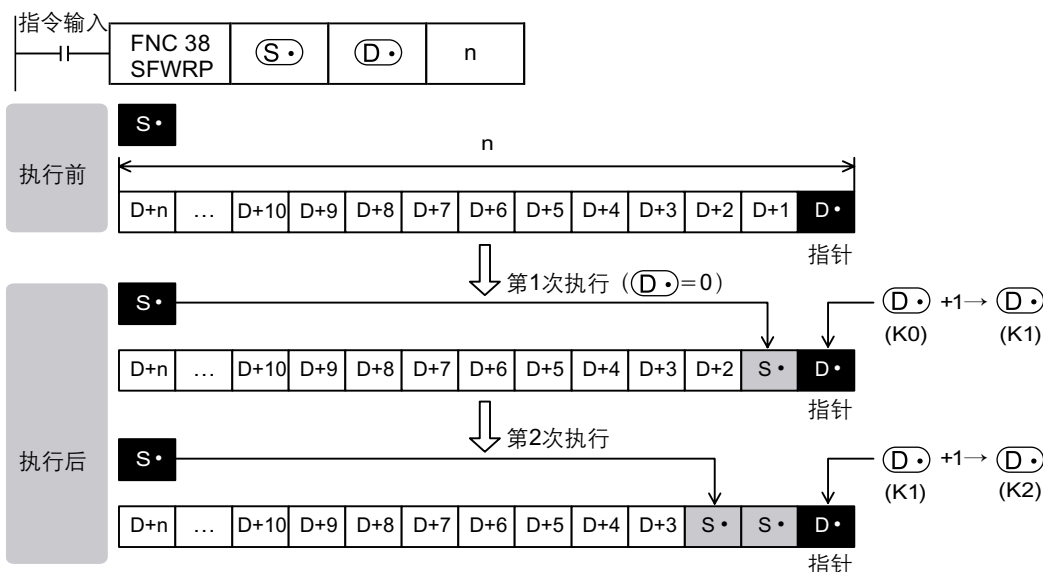 指令输入
FNC 38
SFWRP
S•
D•
n
执行前
S•
n
D+n … D+10 D+9 D+8 D+7 D+6 D+5 D+4 D+3 D+2 D+1 D•
指针
第1次执行（D•=0）
执行后
S•
D• +1→ D•
(K0) (K1)
D+n … D+10 D+9 D+8 D+7 D+6 D+5 D+4 D+3 D+2 S• D•
指针
第2次执行
S•
D• +1→ D•
(K1) (K2)
D+n … D+10 D+9 D+8 D+7 D+6 D+5 D+4 D+3 S• S• D•
指针